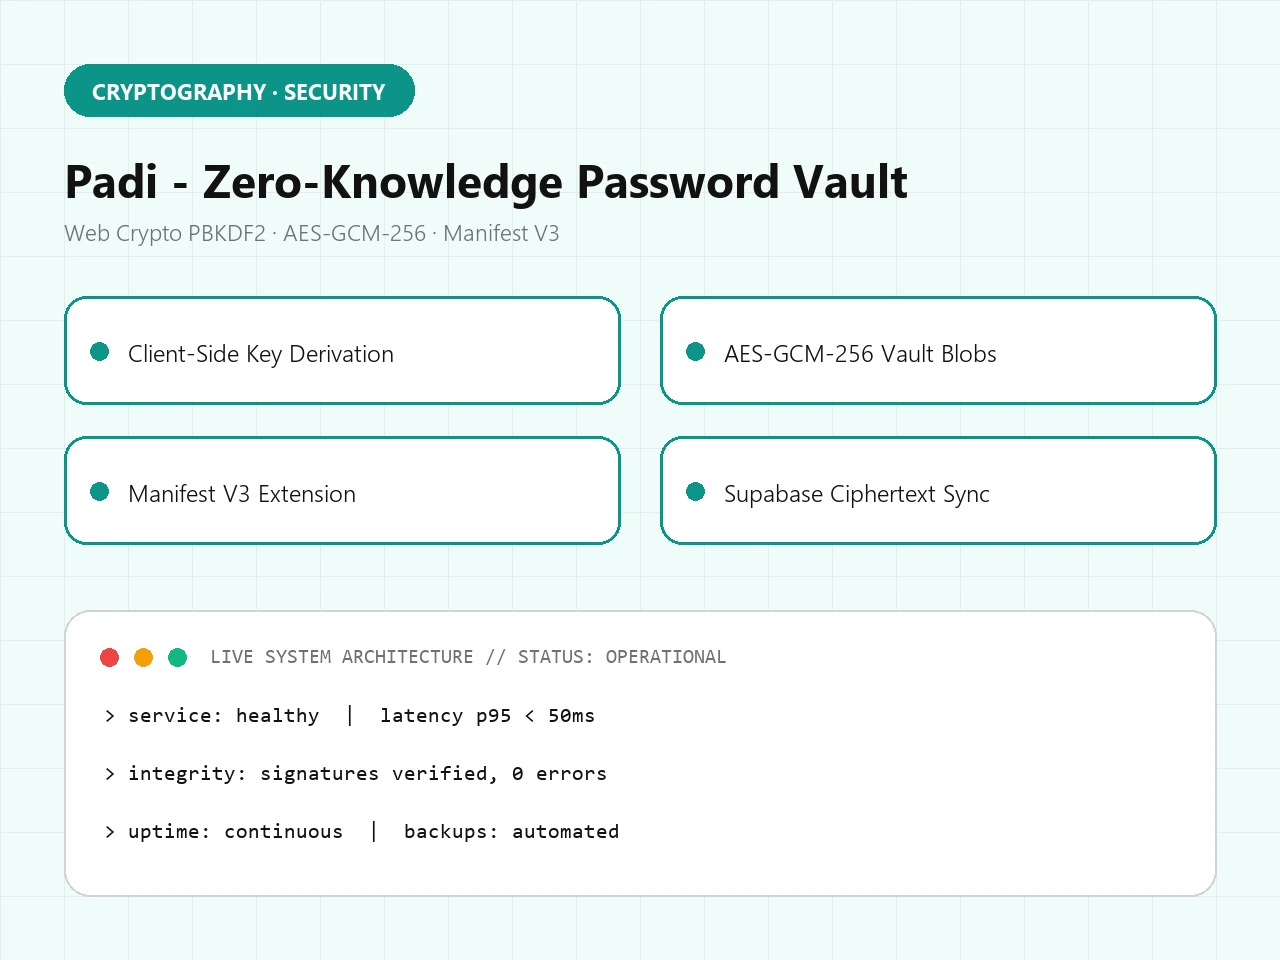 CRYPTOGRAPHY · SECURITY
Padi - Zero-Knowledge Password Vault
Web Crypto PBKDF2 · AES-GCM-256 · Manifest V3
Client-Side Key Derivation
AES-GCM-256 Vault Blobs
Manifest V3 Extension
Supabase Ciphertext Sync
LIVE SYSTEM ARCHITECTURE // STATUS: OPERATIONAL
> service: healthy | latency p95 < 50ms
> integrity: signatures verified, 0 errors
> uptime: continuous | backups: automated